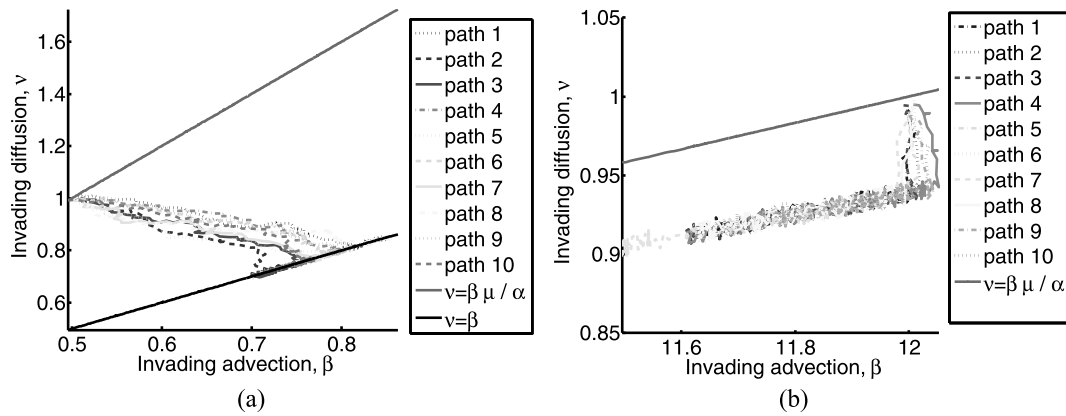 1.6
1.4
1.2
1
0.8
0.6
Invading diffusion, ν
0.5
0.6
0.7
0.8
Invading advection, β
path 1
path 2
path 3
path 4
path 5
path 6
path 7
path 8
path 9
path 10
ν=β μ / α
ν=β
(a)
1.05
1
0.95
0.9
0.85
Invading diffusion, ν
11.6
11.8
12
Invading advection, β
path 1
path 2
path 3
path 4
path 5
path 6
path 7
path 8
path 9
path 10
ν=β μ / α
(b)